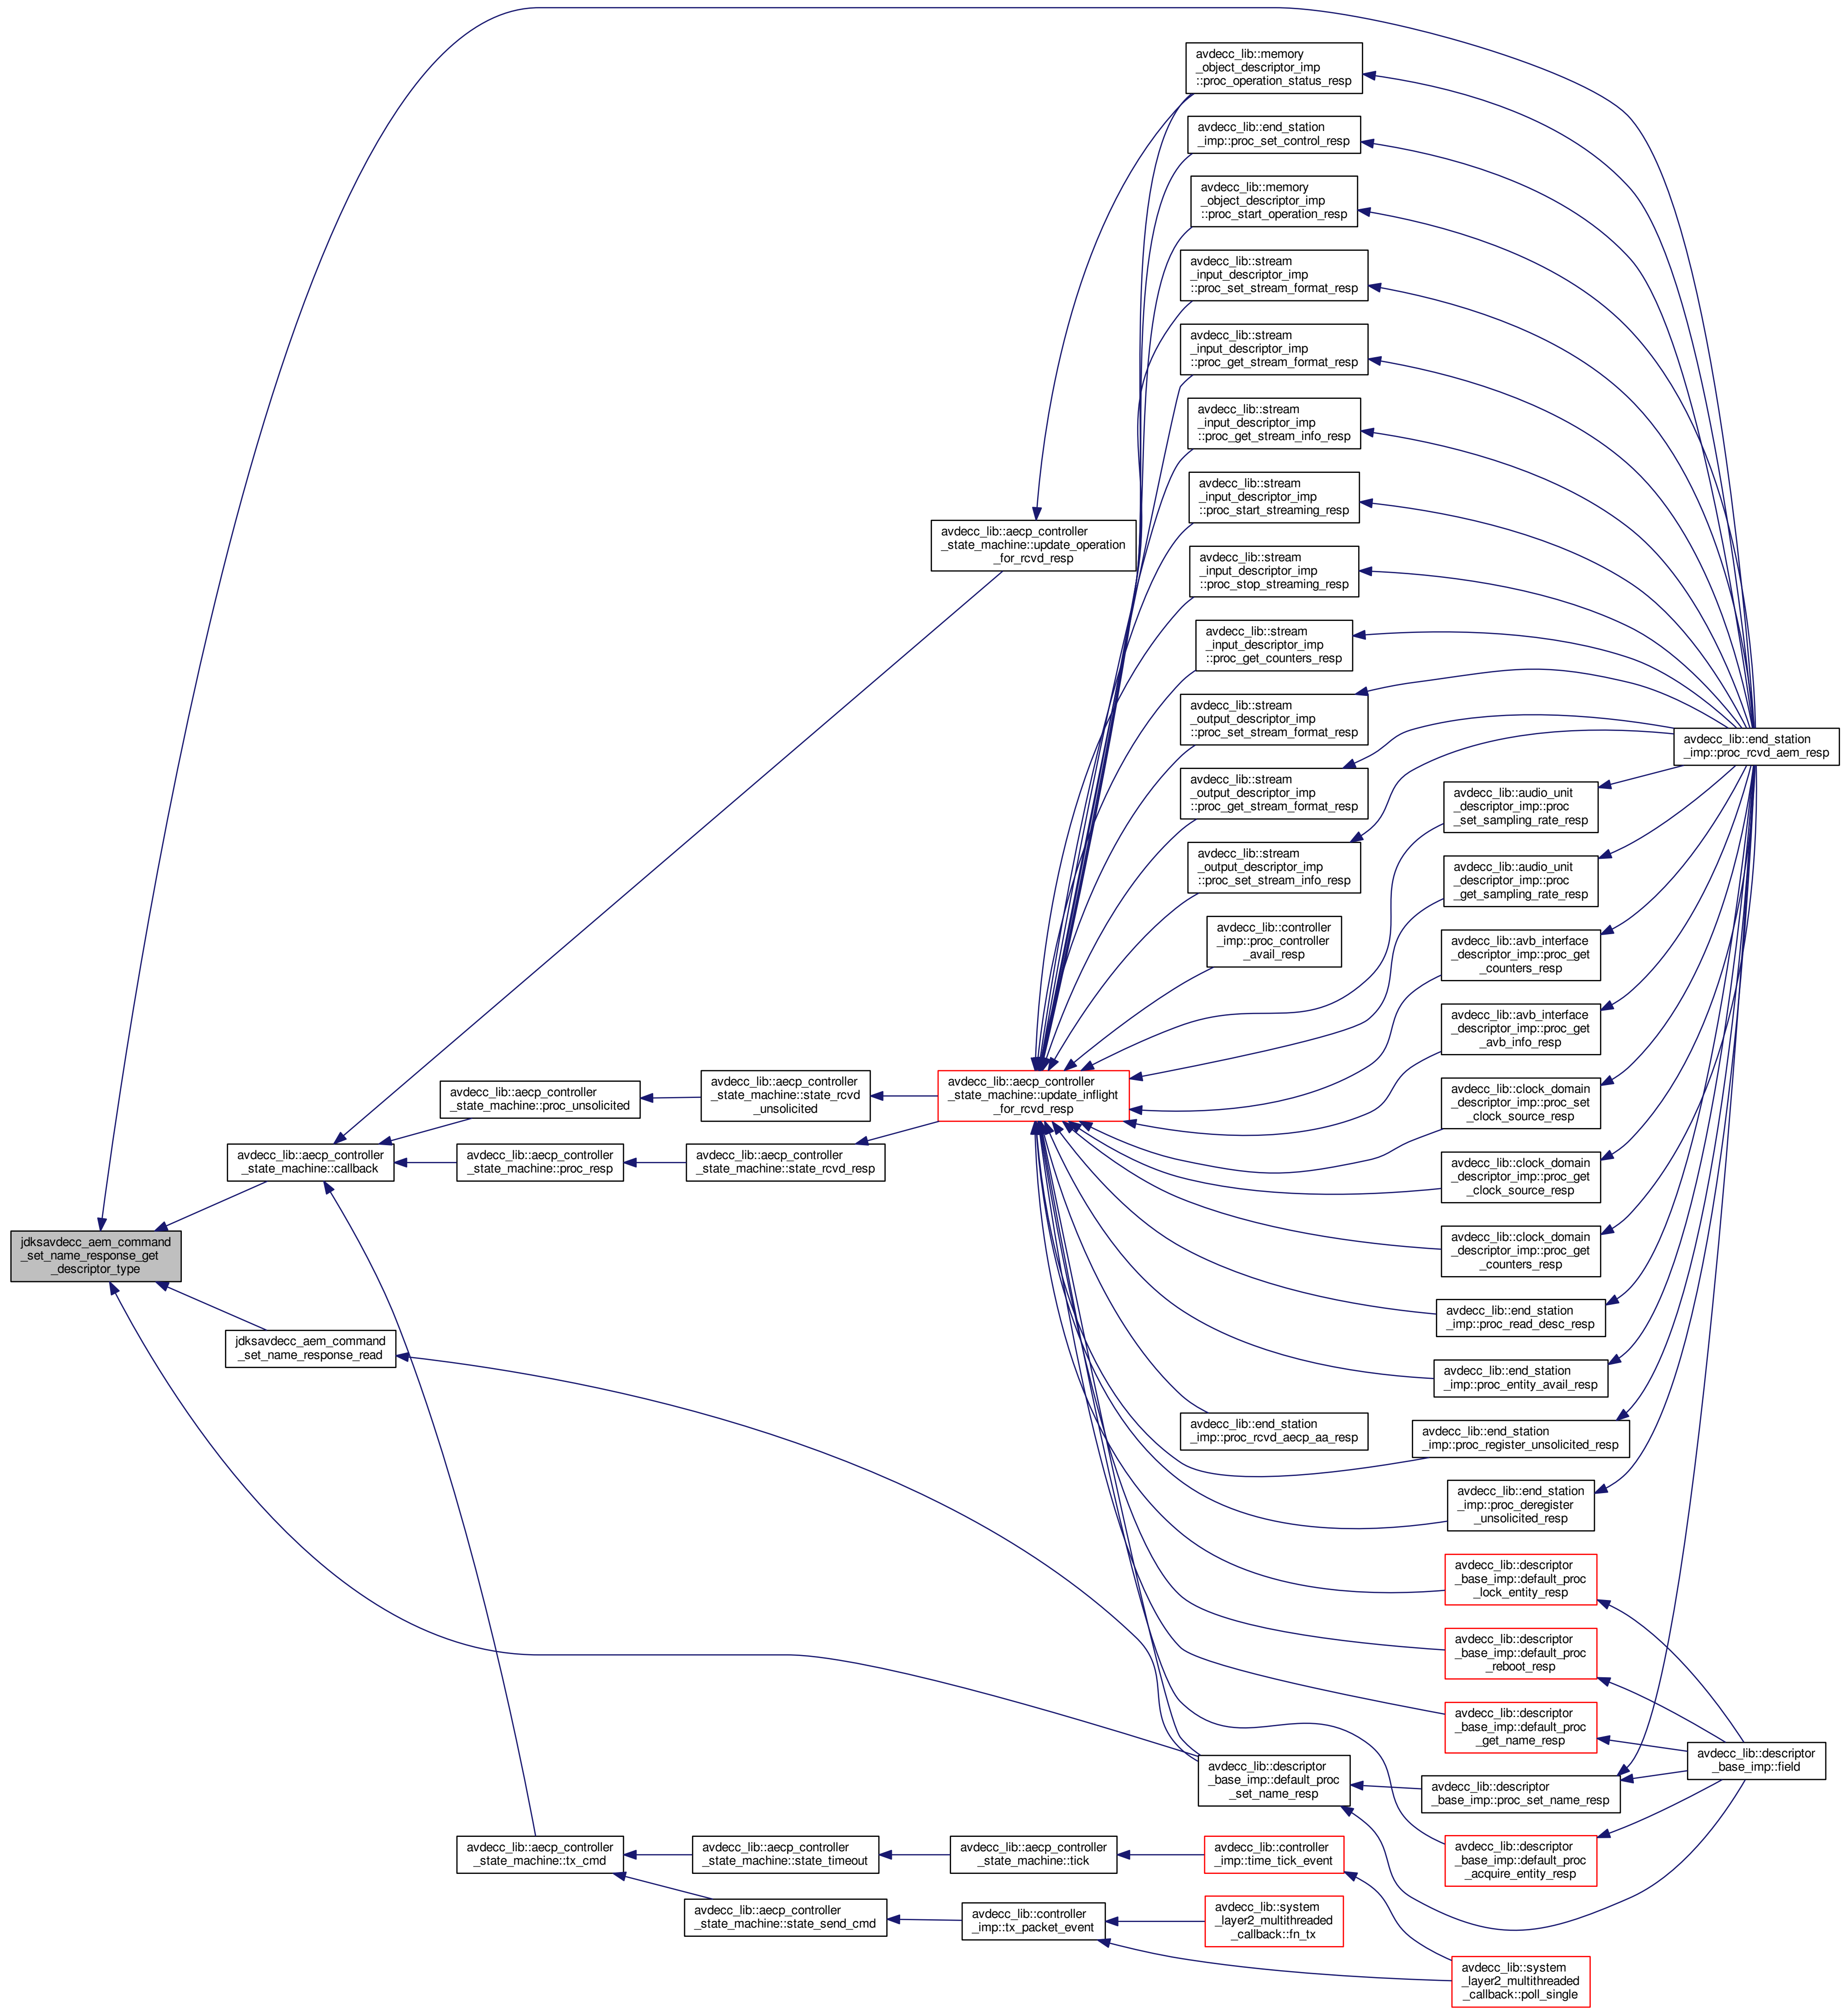 avdecc_lib::memory
_object_descriptor_imp
::proc_operation_status_resp
avdecc_lib::end_station
_imp::proc_set_control_resp
avdecc_lib::memory
_object_descriptor_imp
::proc_start_operation_resp
avdecc_lib::stream
_input_descriptor_imp
::proc_set_stream_format_resp
avdecc_lib::stream
_input_descriptor_imp
::proc_get_stream_format_resp
avdecc_lib::stream
_input_descriptor_imp
::proc_get_stream_info_resp
avdecc_lib::stream
_input_descriptor_imp
::proc_start_streaming_resp
avdecc_lib::aecp_controller
_state_machine::update_operation
_for_rcvd_resp
avdecc_lib::stream
_input_descriptor_imp
::proc_stop_streaming_resp
avdecc_lib::stream
_input_descriptor_imp
::proc_get_counters_resp
avdecc_lib::stream
_output_descriptor_imp
::proc_set_stream_format_resp
avdecc_lib::end_station
_imp::proc_rcvd_aem_resp
avdecc_lib::stream
_output_descriptor_imp
::proc_get_stream_format_resp
avdecc_lib::audio_unit
_descriptor_imp::proc
_set_sampling_rate_resp
avdecc_lib::stream
_output_descriptor_imp
::proc_set_stream_info_resp
avdecc_lib::audio_unit
_descriptor_imp::proc
_get_sampling_rate_resp
avdecc_lib::controller
_imp::proc_controller
_avail_resp
avdecc_lib::avb_interface
_descriptor_imp::proc_get
_counters_resp
avdecc_lib::avb_interface
_descriptor_imp::proc_get
_avb_info_resp
avdecc_lib::aecp_controller
_state_machine::proc_unsolicited
avdecc_lib::aecp_controller
_state_machine::state_rcvd
_unsolicited
avdecc_lib::aecp_controller
_state_machine::update_inflight
_for_rcvd_resp
avdecc_lib::clock_domain
_descriptor_imp::proc_set
_clock_source_resp
avdecc_lib::aecp_controller
_state_machine::callback
avdecc_lib::aecp_controller
_state_machine::proc_resp
avdecc_lib::aecp_controller
_state_machine::state_rcvd_resp
avdecc_lib::clock_domain
_descriptor_imp::proc_get
_clock_source_resp
jdksavdecc_aem_command
_set_name_response_get
_descriptor_type
avdecc_lib::clock_domain
_descriptor_imp::proc_get
_counters_resp
avdecc_lib::end_station
_imp::proc_read_desc_resp
jdksavdecc_aem_command
_set_name_response_read
avdecc_lib::end_station
_imp::proc_entity_avail_resp
avdecc_lib::end_station
_imp::proc_rcvd_aecp_aa_resp
avdecc_lib::end_station
_imp::proc_register_unsolicited_resp
avdecc_lib::end_station
_imp::proc_deregister
_unsolicited_resp
avdecc_lib::descriptor
_base_imp::default_proc
_lock_entity_resp
avdecc_lib::descriptor
_base_imp::default_proc
_reboot_resp
avdecc_lib::descriptor
_base_imp::default_proc
_get_name_resp
avdecc_lib::descriptor
_base_imp::field
avdecc_lib::descriptor
_base_imp::default_proc
_set_name_resp
avdecc_lib::descriptor
_base_imp::proc_set_name_resp
avdecc_lib::aecp_controller
_state_machine::tx_cmd
avdecc_lib::aecp_controller
_state_machine::state_timeout
avdecc_lib::aecp_controller
_state_machine::tick
avdecc_lib::controller
_imp::time_tick_event
avdecc_lib::descriptor
_base_imp::default_proc
_acquire_entity_resp
avdecc_lib::aecp_controller
_state_machine::state_send_cmd
avdecc_lib::controller
_imp::tx_packet_event
avdecc_lib::system
_layer2_multithreaded
_callback::fn_tx
avdecc_lib::system
_layer2_multithreaded
_callback::poll_single